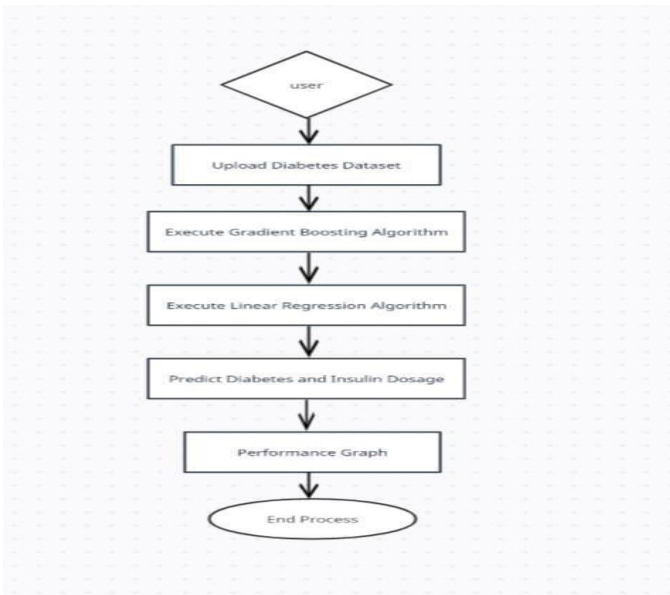 user
Upload Diabetes Dataset
Execute Gradient Boosting Algorithm
Execute Linear Regression Algorithm
Predict Diabetes and Insulin Dosage
Performance Graph
End Process